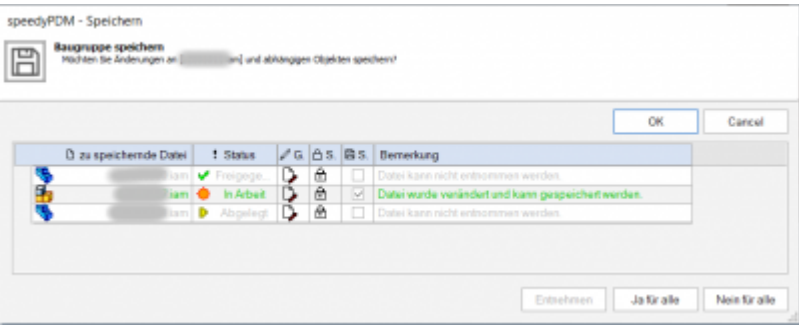 speedyPDM - Speichern
Baugruppe speichern
Möchten Sie Änderungen an [ am] und abhängigen Objekten speichern?
OK Cancel
zu speichernde Datei ! Status G. S. S. Bemerkung
iam Freigege... Datei kann nicht entnommen werden.
iam In Arbeit Datei wurde verändert und kann gespeichert werden.
iam Abgelegt Datei kann nicht entnommen werden.
Entnehmen Ja für alle Nein für alle